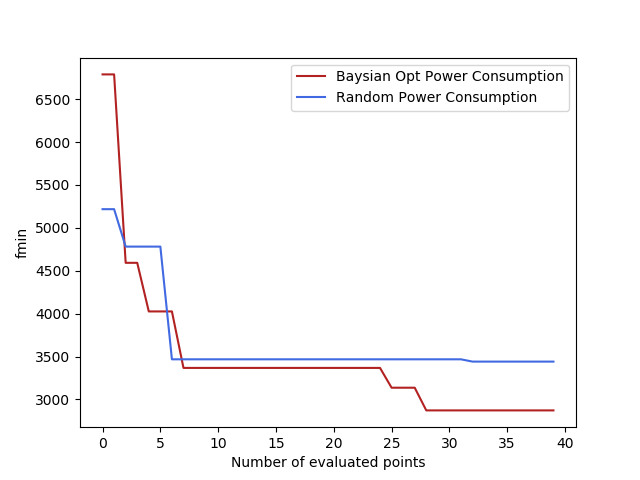 Baysian Opt Power Consumption
Random Power Consumption
fmin
6500
6000
5500
5000
4500
4000
3500
3000
0 5 10 15 20 25 30 35 40
Number of evaluated points